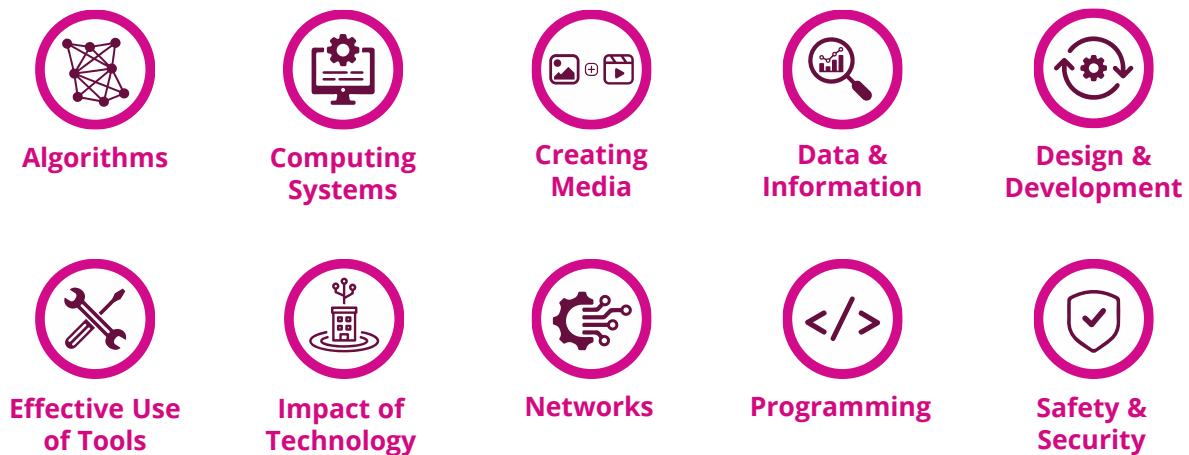 Algorithms
Computing
Systems
Creating
Media
Data &
Information
Design &
Development
Effective Use
of Tools
Impact of
Technology
Networks
</>
Programming
Safety &
Security